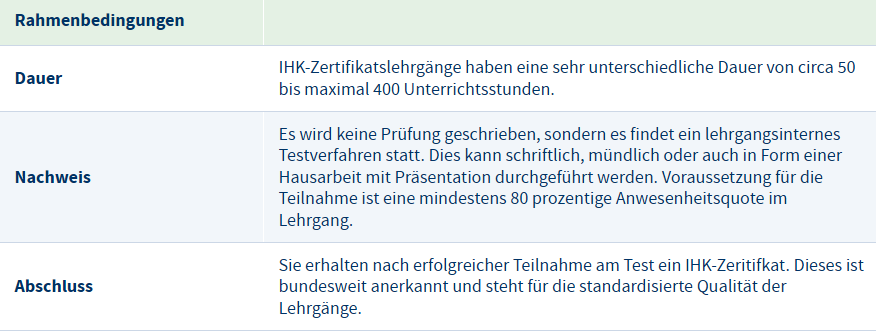 Rahmenbedingungen
Dauer
IHK-Zertifikatslehrgänge haben eine sehr unterschiedliche Dauer von circa 50
bis maximal 400 Unterrichtsstunden.
Nachweis
Es wird keine Prüfung geschrieben, sondern es findet ein lehrgangsinternes
Testverfahren statt. Dies kann schriftlich, mündlich oder auch in Form einer
Hausarbeit mit Präsentation durchgeführt werden. Voraussetzung für die
Teilnahme ist eine mindestens 80 prozentige Anwesenheitsquote im
Lehrgang.
Abschluss
Sie erhalten nach erfolgreicher Teilnahme am Test ein IHK-Zeritifkat. Dieses ist
bundesweit anerkannt und steht für die standardisierte Qualität der
Lehrgänge.